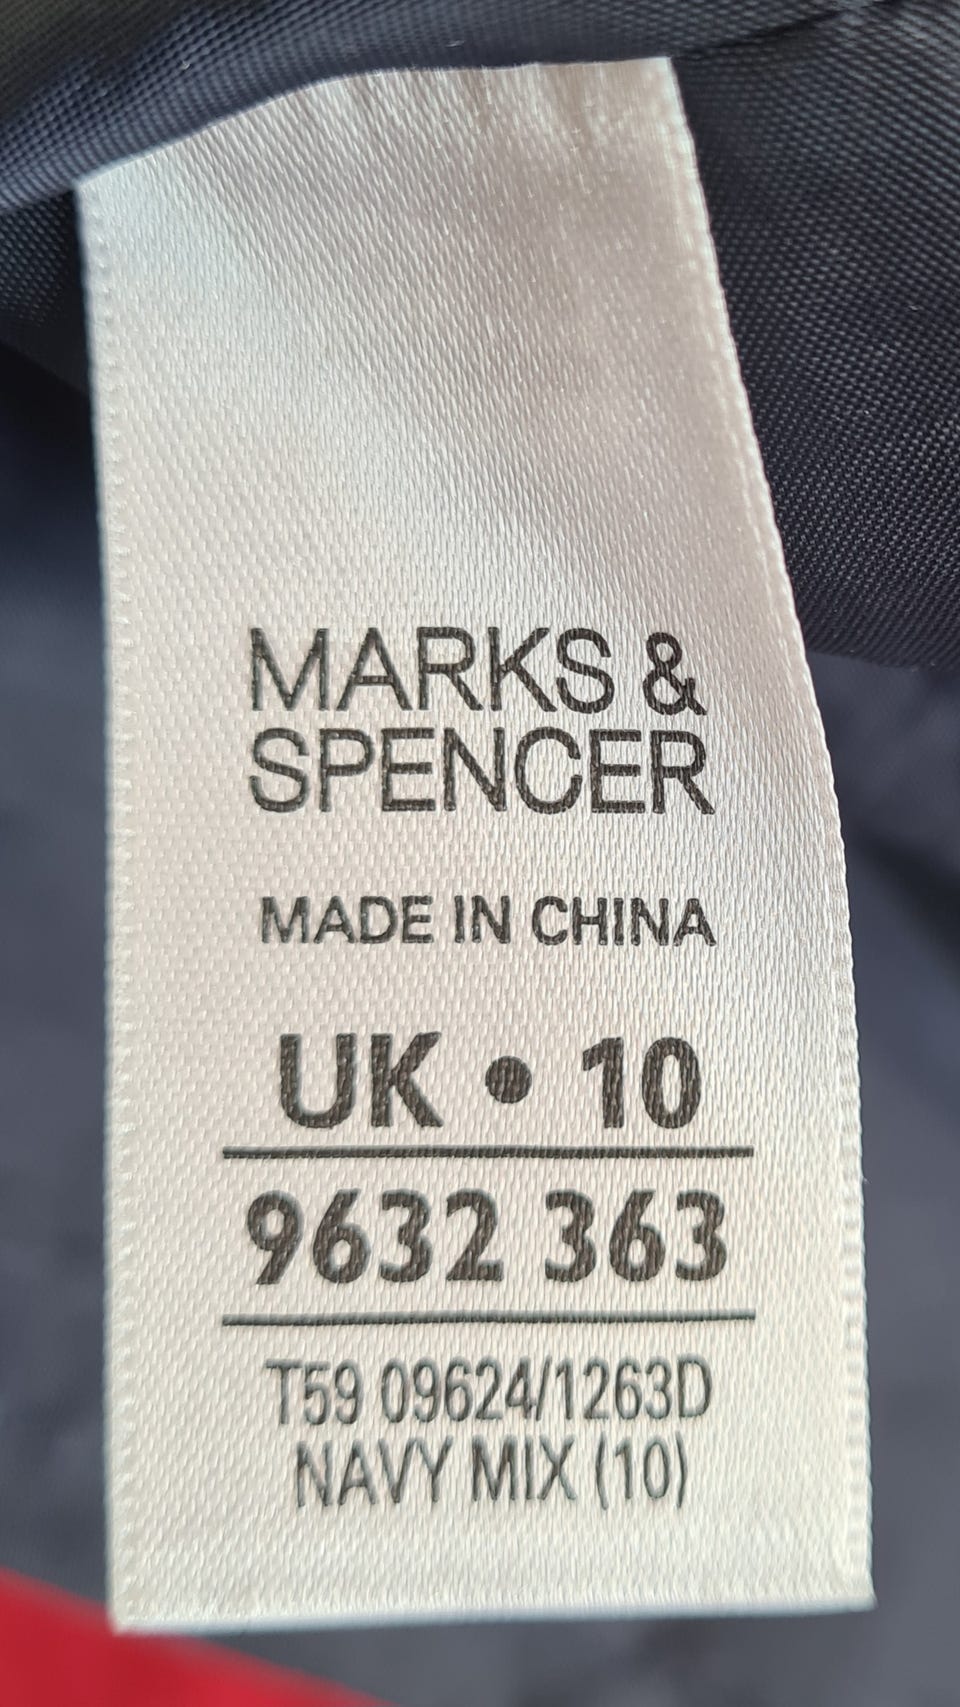 MARKS &
SPENCER
MADE IN CHINA
UK • 10
9632 363
T59 09624/1263D
NAVY MIX (10)